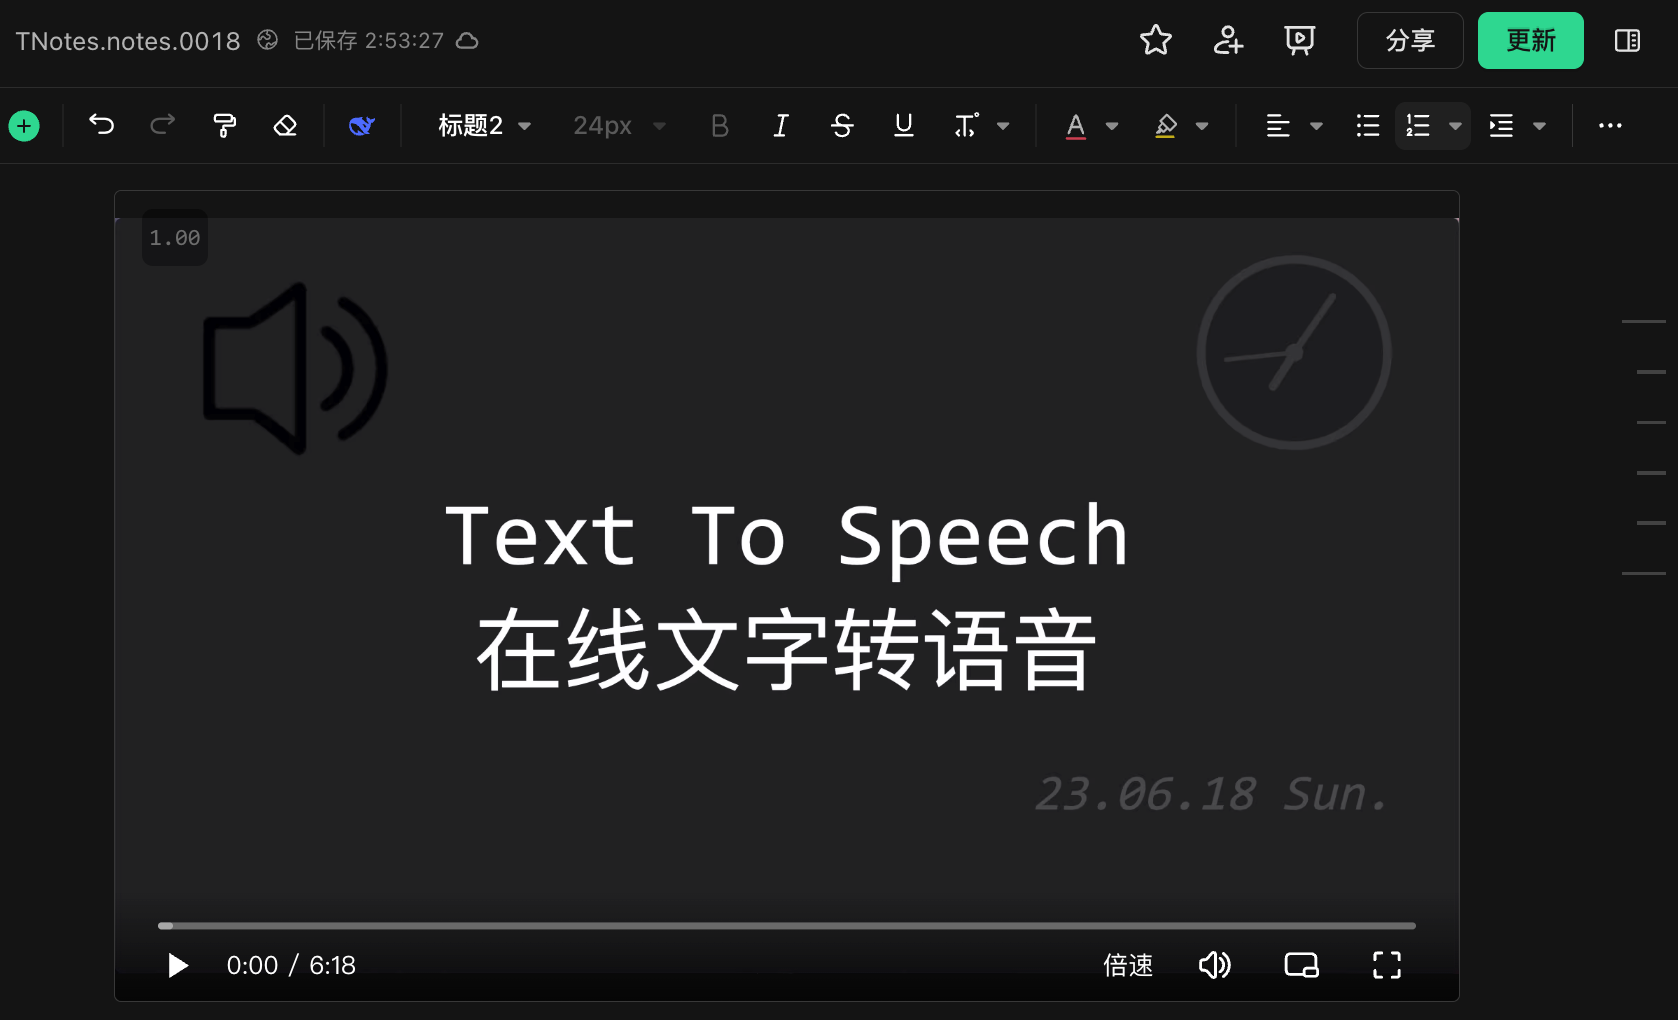 TNotes.notes.0018 已保存 2:53:27 分享 更新
标题2 24px
1.00
Text To Speech
在线文字转语音
23.06.18 Sun.
0:00 / 6:18 倍速